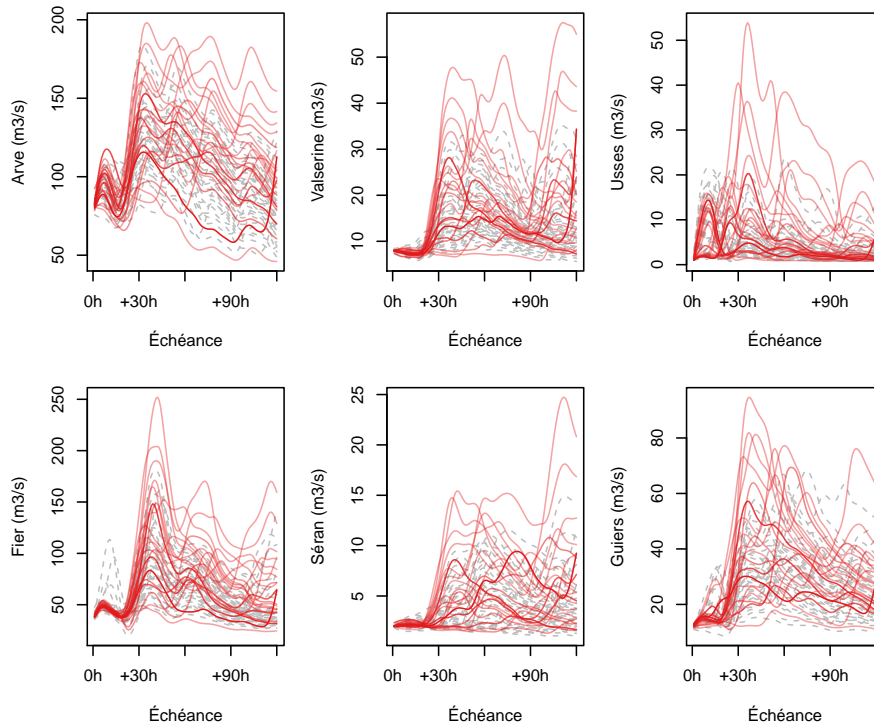 Arve (m3/s)
200
150
100
50
0h +30h +90h
Échéance
Valserine (m3/s)
50
40
30
20
10
0h +30h +90h
Échéance
Usses (m3/s)
50
40
30
20
10
0
0h +30h +90h
Échéance
Fier (m3/s)
250
200
150
100
50
0h +30h +90h
Échéance
Séran (m3/s)
25
20
15
10
5
0h +30h +90h
Échéance
Guiers (m3/s)
80
60
40
20
0h +30h +90h
Échéance